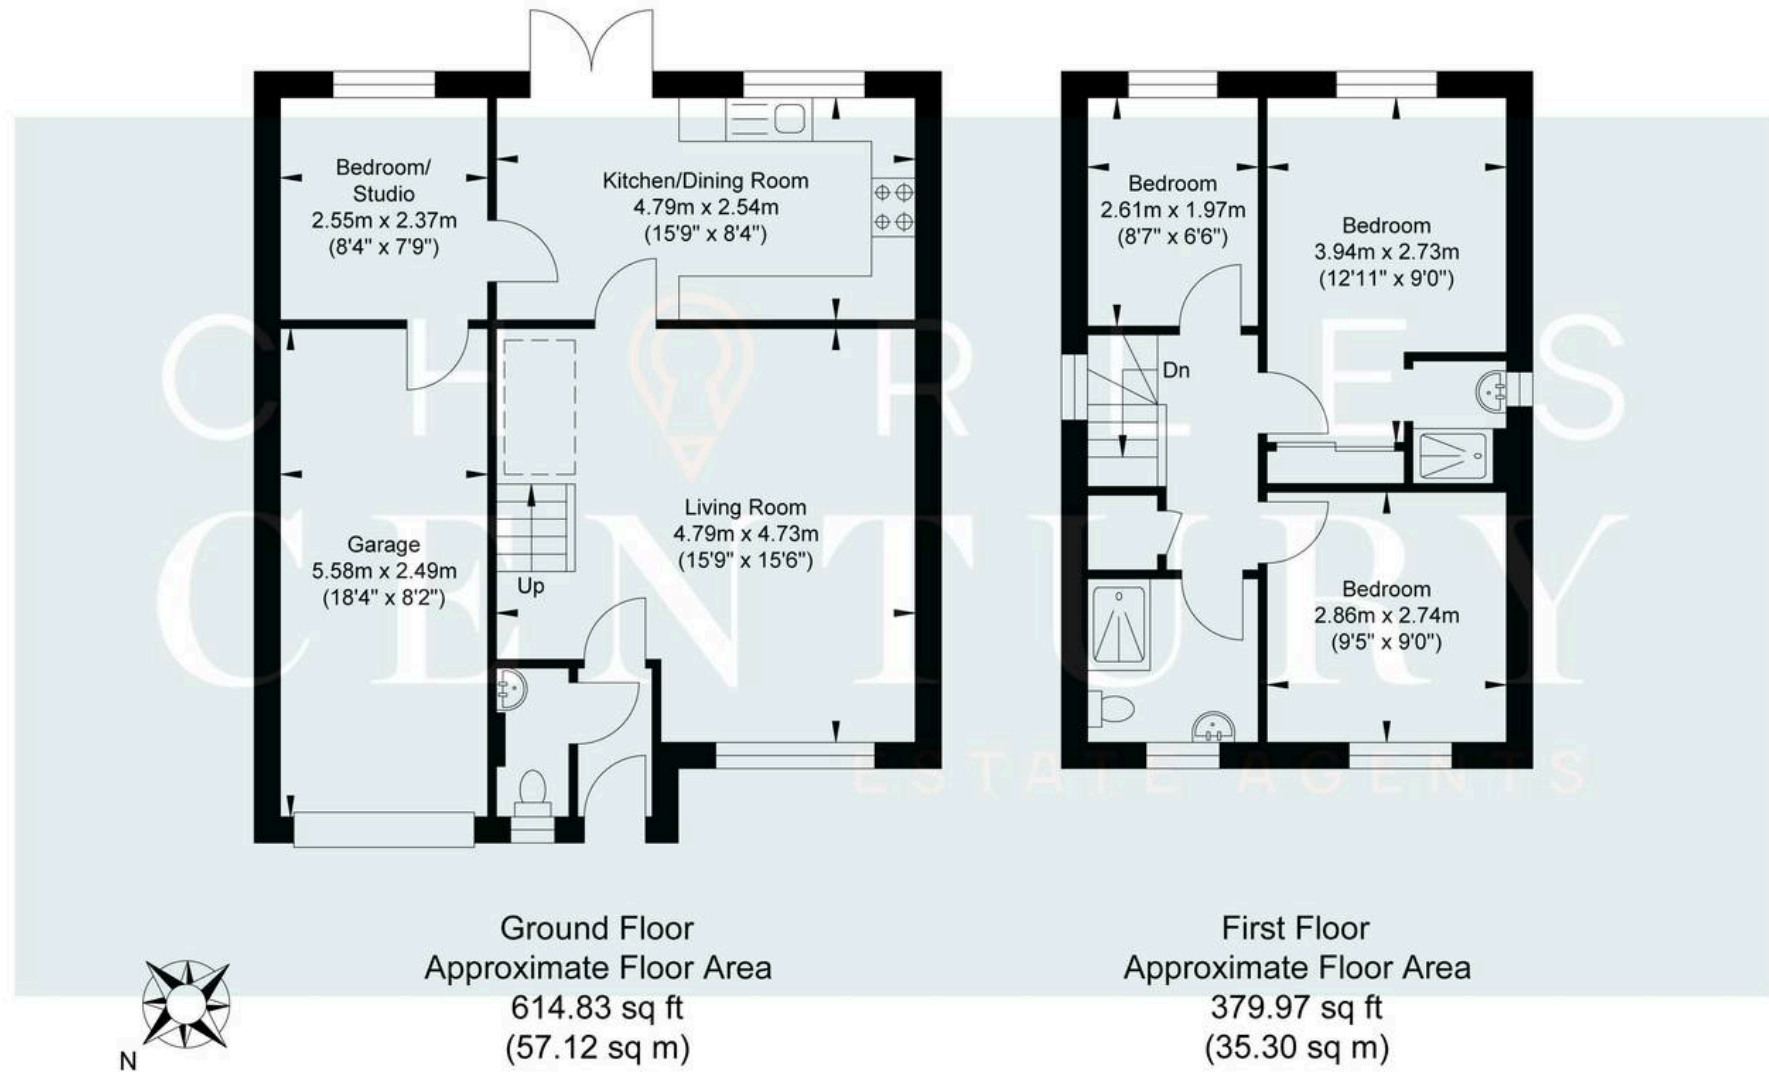 Bedroom/
Studio
2.55m x 2.37m
(8'4" x 7'9")
Kitchen/Dining Room
4.79m x 2.54m
(15'9" x 8'4")
Garage
5.58m x 2.49m
(18'4" x 8'2")
Living Room
4.79m x 4.73m
(15'9" x 15'6")
Up
Bedroom
2.61m x 1.97m
(8'7" x 6'6")
Bedroom
3.94m x 2.73m
(12'11" x 9'0")
Dn
Bedroom
2.86m x 2.74m
(9'5" x 9'0")
CH RLES
CENTURY
ESTATE AGENTS
Ground Floor
Approximate Floor Area
614.83 sq ft
(57.12 sq m)
First Floor
Approximate Floor Area
379.97 sq ft
(35.30 sq m)
N